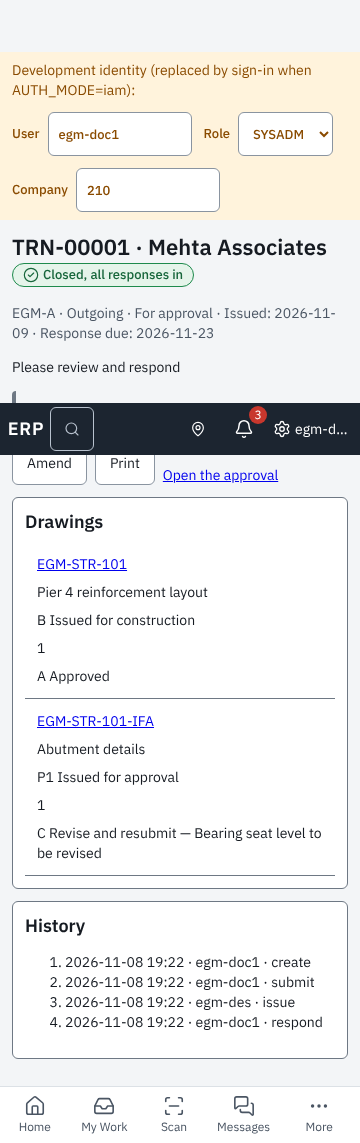 Development identity (replaced by sign-in when
AUTH_MODE=iam):
User egm-doc1 Role SYSADM
Company 210
TRN-00001 · Mehta Associates
Closed, all responses in
EGM-A · Outgoing · For approval · Issued: 2026-11-
09 · Response due: 2026-11-23
Please review and respond
ERP 3 egm-d...
Amend Print Open the approval
Drawings
EGM-STR-101
Pier 4 reinforcement layout
B Issued for construction
1
A Approved
EGM-STR-101-IFA
Abutment details
P1 Issued for approval
1
C Revise and resubmit — Bearing seat level to
be revised
History
1. 2026-11-08 19:22 · egm-doc1 · create
2. 2026-11-08 19:22 · egm-doc1 · submit
3. 2026-11-08 19:22 · egm-des · issue
4. 2026-11-08 19:22 · egm-doc1 · respond
Home My Work Scan Messages More